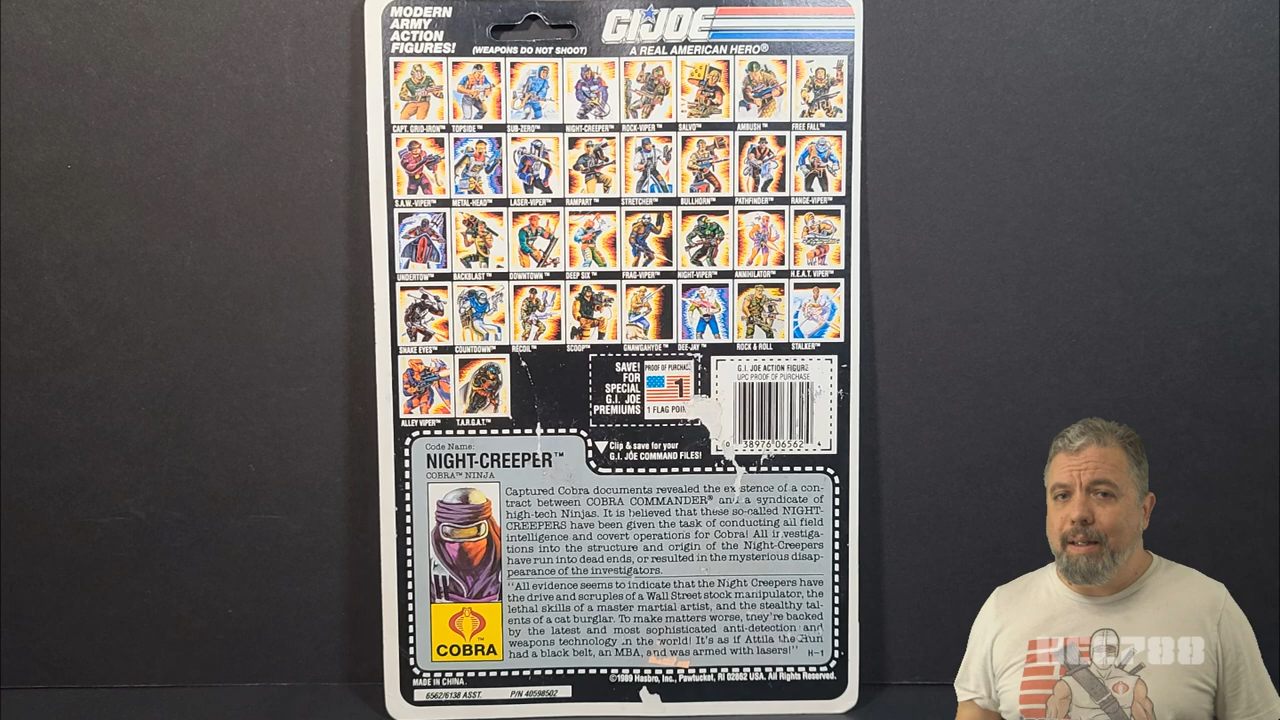 MODERN
ARMY
ACTION
FIGURES!
(WEAPONS DO NOT SHOOT)
G.I.JOE
A REAL AMERICAN HERO®
CAPT. GRID-IRON™ TOPSIDE™ SUB-ZERO™ NIGHT-CREEPER™ ROCK-VIPER™ SALVO™ AMBUSH™ FREE FALL™
S.A.W.-VIPER™ METAL-HEAD™ LASER-VIPER™ RAMPART™ STRETCHER™ BULLHORN™ PATHFINDER™ RANGE-VIPER™
UNDERTOW™ BACKBLAST™ DOWNTOWN™ DEEP SIX™ FRAG-VIPER™ NIGHT-VIPER™ ANNIHILATOR™ H.E.A.T. VIPER™
SNAKE EYES™ COUNTDOWN™ RECOIL™ SCOOP™ GNAWGAHYDE™ DEE-JAY™ ROCK & ROLL STALKER™
ALLEY VIPER™ T.A.R.G.A.T.™
SAVE!
FOR
SPECIAL
G.I. JOE
PREMIUMS
PROOF OF PURCHAS
1
1 FLAG POIN
G.I. JOE ACTION FIGURE
UPC PROOF OF PURCHASE
0 38976 06562 4
Clip & save for your
G.I. JOE COMMAND FILES!
Code Name:
NIGHT-CREEPER™
COBRA™ NINJA
Captured Cobra documents revealed the existence of a con-
tract between COBRA COMMANDER® and a syndicate of
high-tech Ninjas. It is believed that these so-called NIGHT-
CREEPERS have been given the task of conducting all field
intelligence and covert operations for Cobra! All investiga-
tions into the structure and origin of the Night-Creepers
have run into dead ends, or resulted in the mysterious disap-
pearance of the investigators.
"All evidence seems to indicate that the Night Creepers have
the drive and scruples of a Wall Street stock manipulator, the
lethal skills of a master martial artist, and the stealthy tal-
ents of a cat burglar. To make matters worse, they're backed
by the latest and most sophisticated anti-detection and
weapons technology in the world! It's as if Attila the Hun
had a black belt, an MBA, and was armed with lasers!" H-1
™
COBRA
MADE IN CHINA.
©1989 Hasbro, Inc., Pawtucket, RI 02862 USA. All Rights Reserved.
6562/6138 ASST. P/N 40598502